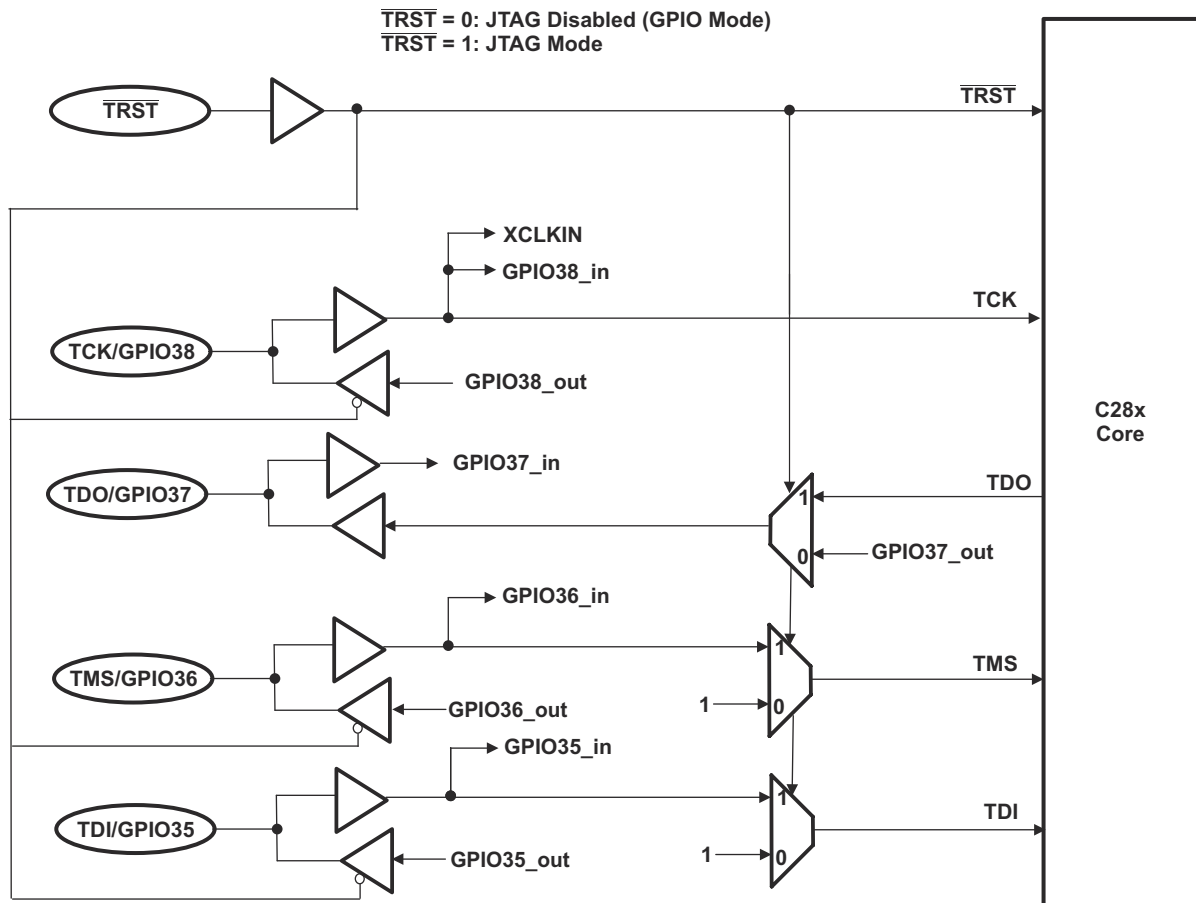 TRST = 0: JTAG Disabled (GPIO Mode)
TRST = 1: JTAG Mode
TRST
TRST
XCLKIN
GPIO38_in
TCK
TCK/GPIO38
GPIO38_out
C28x
Core
GPIO37_in
TDO/GPIO37
1
TDO
0
GPIO37_out
GPIO36_in
1
TMS/GPIO36
TMS
GPIO36_out
1
0
GPIO35_in
1
TDI/GPIO35
TDI
GPIO35_out
1
0